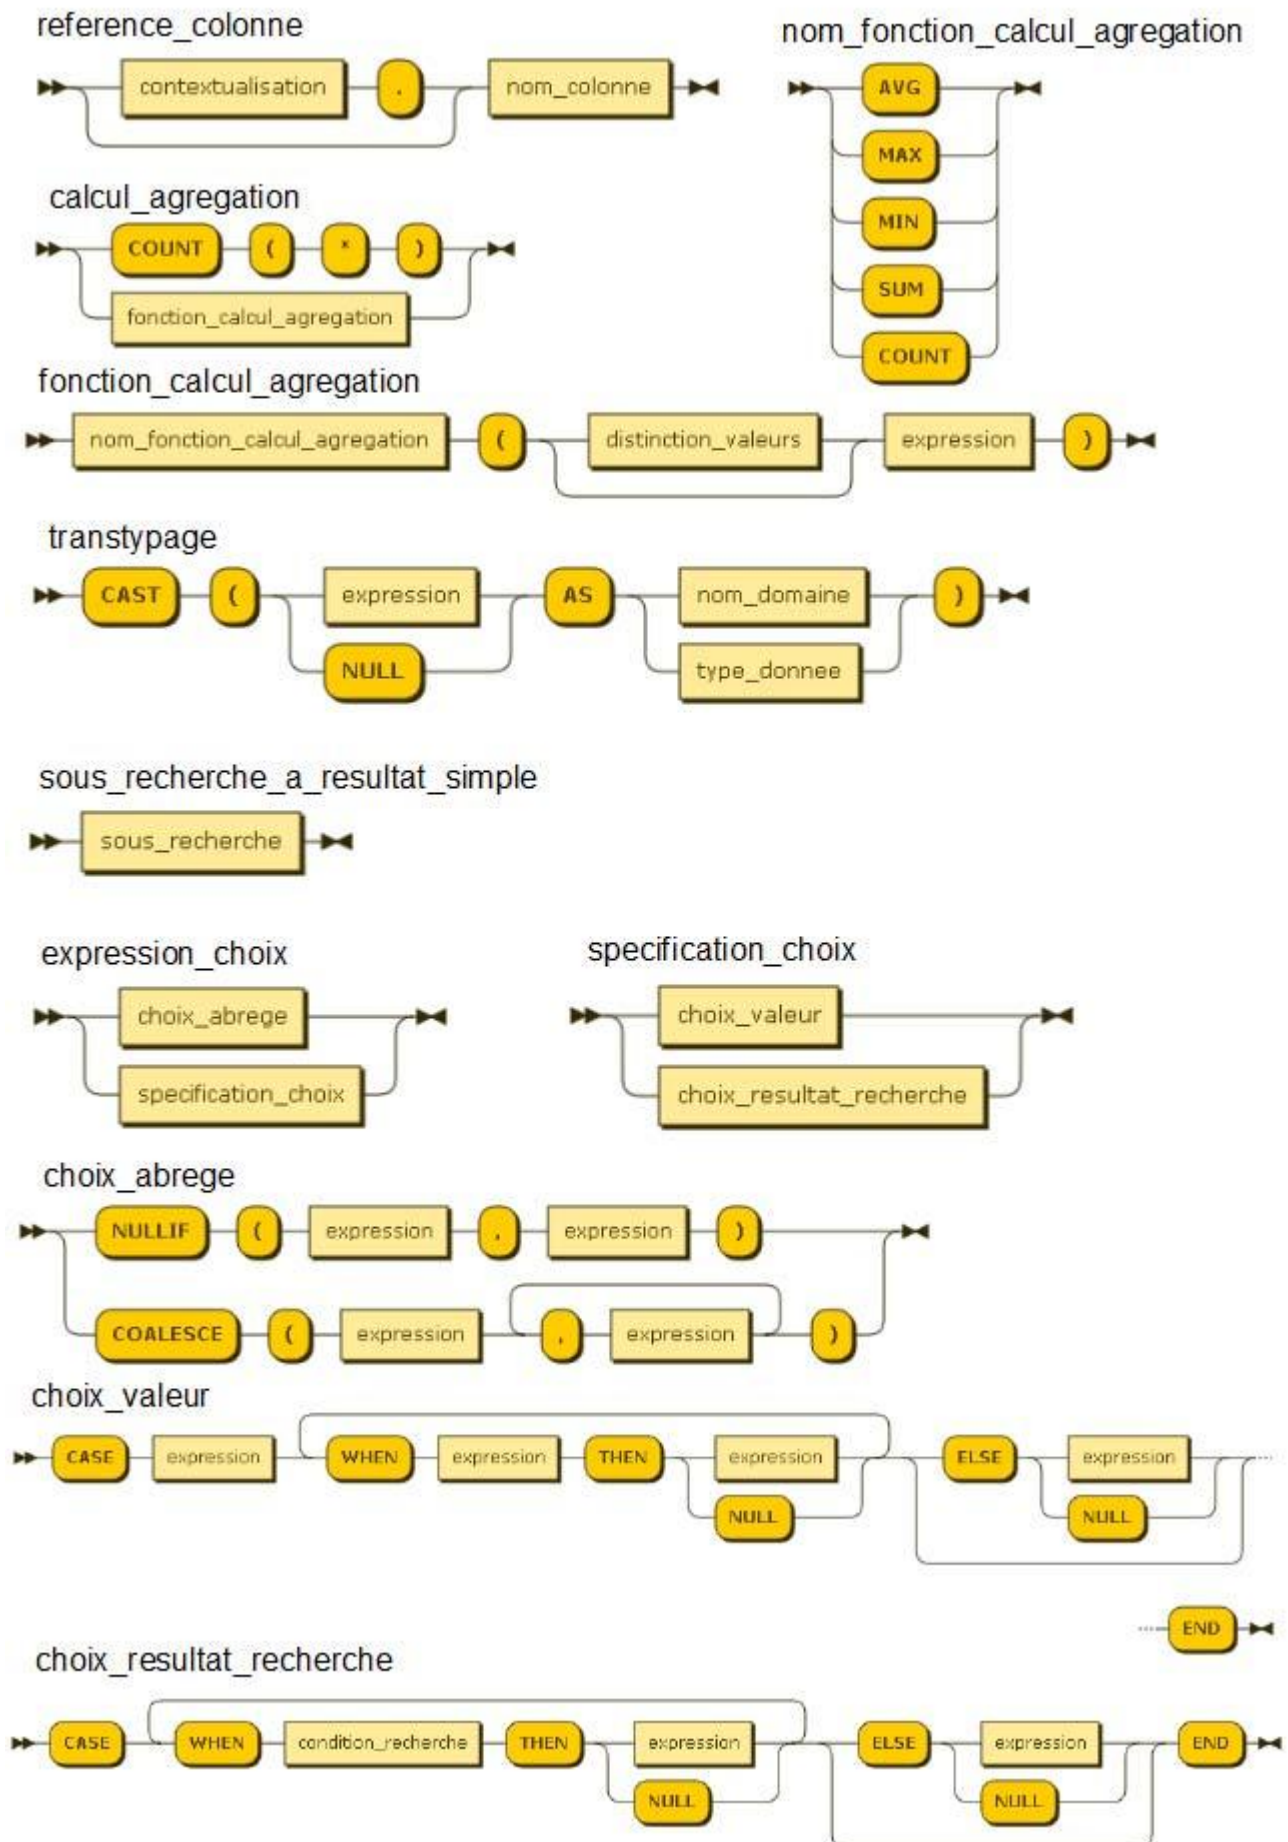 reference_colonne
contextualisation . nom_colonne
nom_fonction_calcul_agregation
AVG
MAX
MIN
SUM
COUNT
calcul_agregation
COUNT ( * )
fonction_calcul_agregation
fonction_calcul_agregation
nom_fonction_calcul_agregation ( distinction_valeurs expression )
transtypage
CAST ( expression AS nom_domaine )
NULL type_donnee
sous_recherche_a_resultat_simple
sous_recherche
expression_choix
choix_abrege
specification_choix
specification_choix
choix_valeur
choix_resultat_recherche
choix_abrege
NULLIF ( expression , expression )
COALESCE ( expression , expression )
choix_valeur
CASE expression WHEN expression THEN expression ELSE expression
NULL NULL
END
choix_resultat_recherche
CASE WHEN condition_recherche THEN expression ELSE expression END
NULL NULL